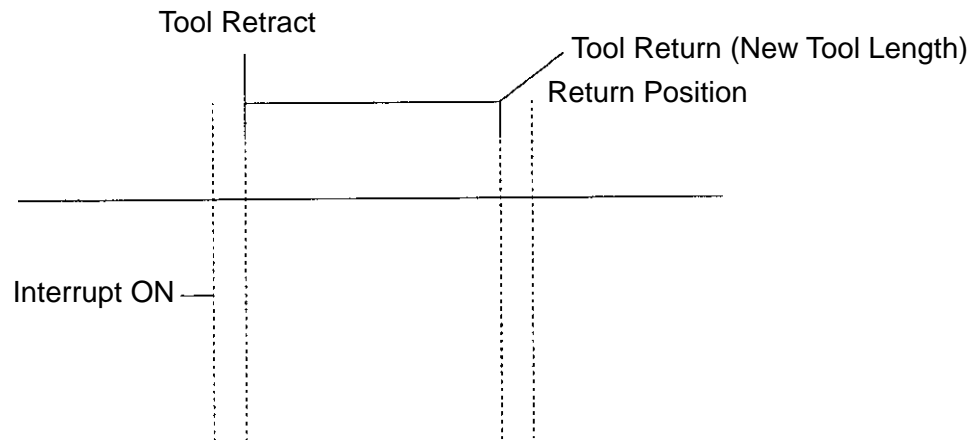 Tool Retract
Tool Return (New Tool Length)
Return Position
Interrupt ON